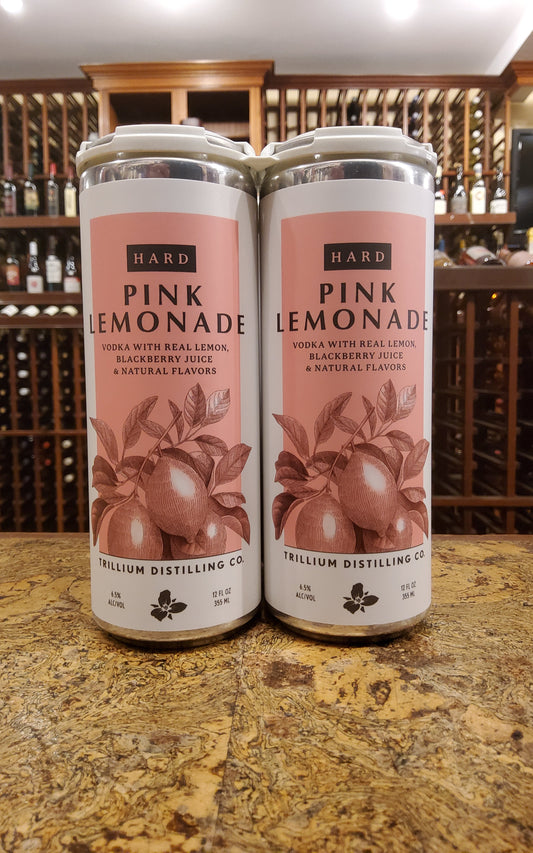 HARD
PINK
LEMONADE
VODKA WITH REAL LEMON,
BLACKBERRY JUICE
& NATURAL FLAVORS
TRILLIUM DISTILLING CO.
6.5%
ALC/VOL
12 FL OZ
355 ML
HARD
PINK
LEMONADE
VODKA WITH REAL LEMON,
BLACKBERRY JUICE
& NATURAL FLAVORS
TRILLIUM DISTILLING CO.
6.5%
ALC/VOL
12 FL OZ
355 ML